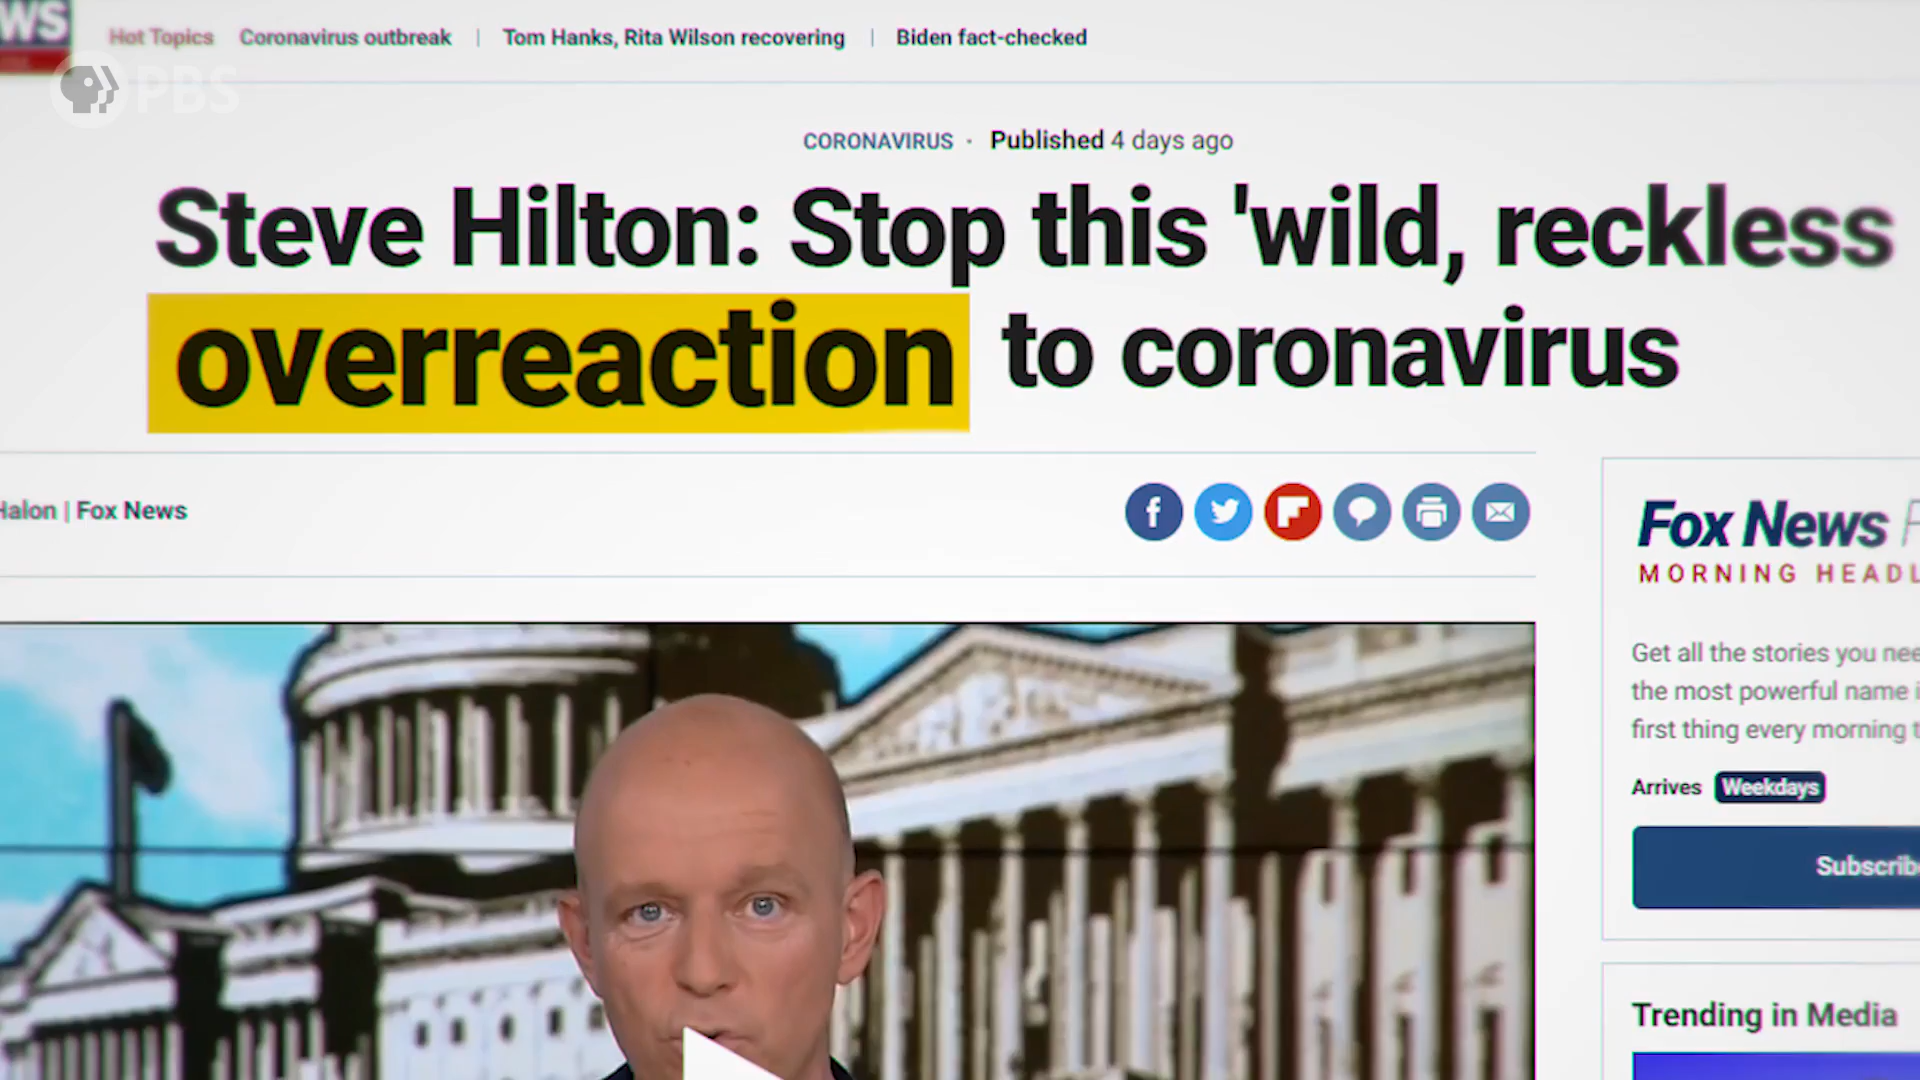 WS
Hot Topics Coronavirus outbreak | Tom Hanks, Rita Wilson recovering | Biden fact-checked
PBS
CORONAVIRUS · Published 4 days ago
Steve Hilton: Stop this 'wild, reckless
overreaction to coronavirus
Halon | Fox News
Fox News
MORNING HEADL
Get all the stories you nee
the most powerful name i
first thing every morning t
Arrives Weekdays
Subscribe
Trending in Media